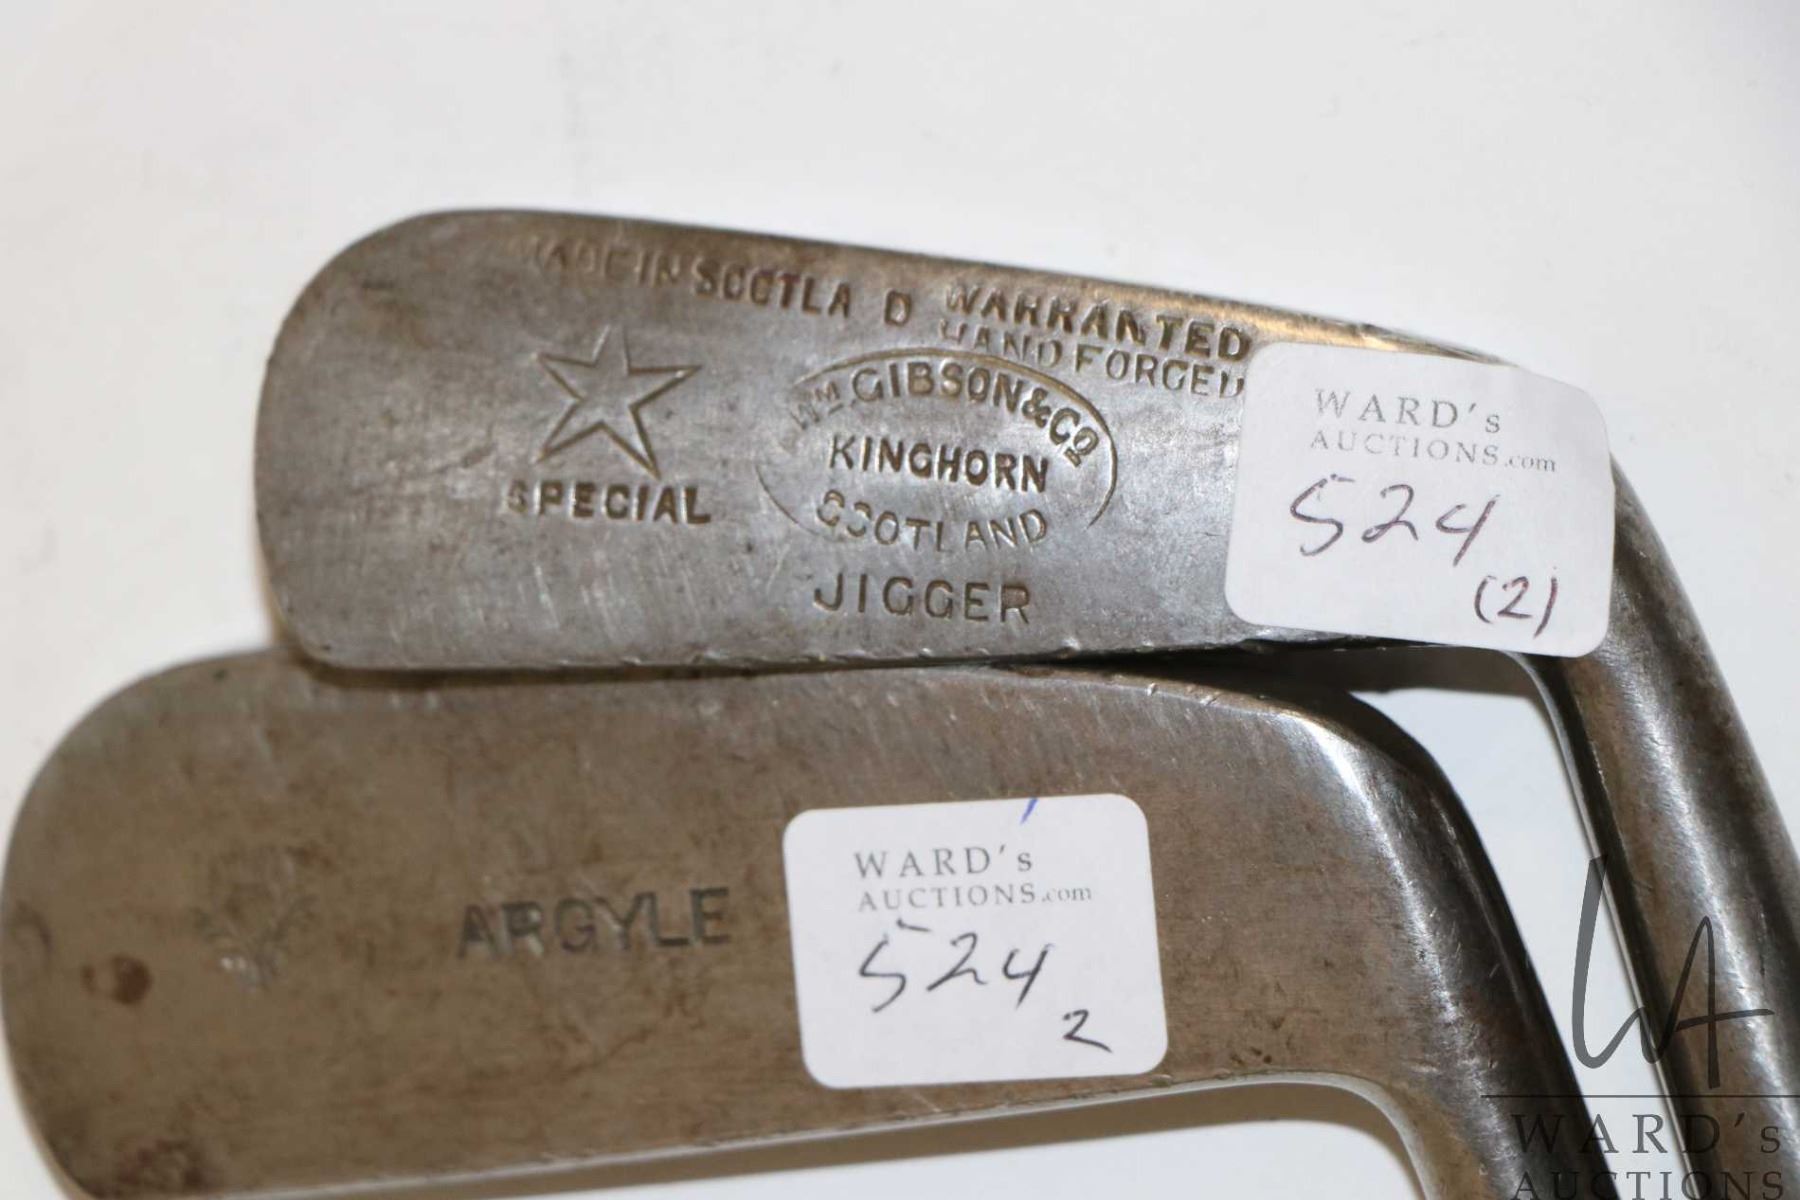 MADE IN SCOTLA D WARRANTED
HAND FORGED
WM. GIBSON & CO
KINGHORN
SCOTLAND
SPECIAL
JIGGER
WARD's
AUCTIONS.com
524
(2)
ARGYLE
WARD's
AUCTIONS.com
524
2
WARD's
AUCTIONS